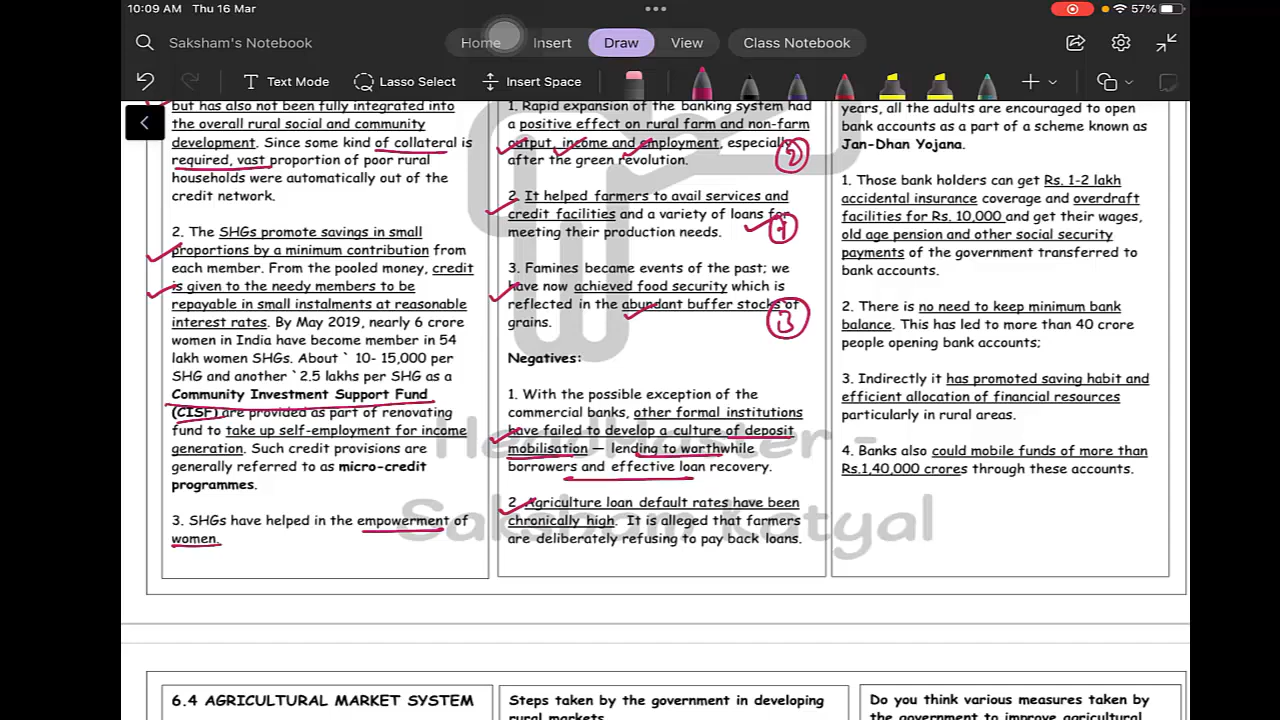 10:09 AM Thu 16 Mar
57%
Saksham's Notebook
Home Insert Draw View Class Notebook
Text Mode Lasso Select Insert Space
but has also not been fully integrated into
the overall rural social and community
development. Since some kind of collateral is
required, vast proportion of poor rural
households were automatically out of the
credit network.
2. The SHGs promote savings in small
proportions by a minimum contribution from
each member. From the pooled money, credit
is given to the needy members to be
repayable in small instalments at reasonable
interest rates. By May 2019, nearly 6 crore
women in India have become member in 54
lakh women SHGs. About ` 10- 15,000 per
SHG and another `2.5 lakhs per SHG as a
Community Investment Support Fund
(CISF) are provided as part of renovating
fund to take up self-employment for income
generation. Such credit provisions are
generally referred to as micro-credit
programmes.
3. SHGs have helped in the empowerment of
women.
1. Rapid expansion of the banking system had
a positive effect on rural farm and non-farm
output, income and employment, especially
after the green revolution.
2. It helped farmers to avail services and
credit facilities and a variety of loans for
meeting their production needs.
3. Famines became events of the past; we
have now achieved food security which is
reflected in the abundant buffer stocks of
grains.
Negatives:
1. With the possible exception of the
commercial banks, other formal institutions
have failed to develop a culture of deposit
mobilisation — lending to worthwhile
borrowers and effective loan recovery.
2. Agriculture loan default rates have been
chronically high. It is alleged that farmers
are deliberately refusing to pay back loans.
years, all the adults are encouraged to open
bank accounts as a part of a scheme known as
Jan-Dhan Yojana.
1. Those bank holders can get Rs. 1-2 lakh
accidental insurance coverage and overdraft
facilities for Rs. 10,000 and get their wages,
old age pension and other social security
payments of the government transferred to
bank accounts.
2. There is no need to keep minimum bank
balance. This has led to more than 40 crore
people opening bank accounts;
3. Indirectly it has promoted saving habit and
efficient allocation of financial resources
particularly in rural areas.
4. Banks also could mobile funds of more than
Rs.1,40,000 crores through these accounts.
HeadMaster -
Saksham Katyal
6.4 AGRICULTURAL MARKET SYSTEM
Steps taken by the government in developing
rural markets
Do you think various measures taken by
the government to improve agricultural